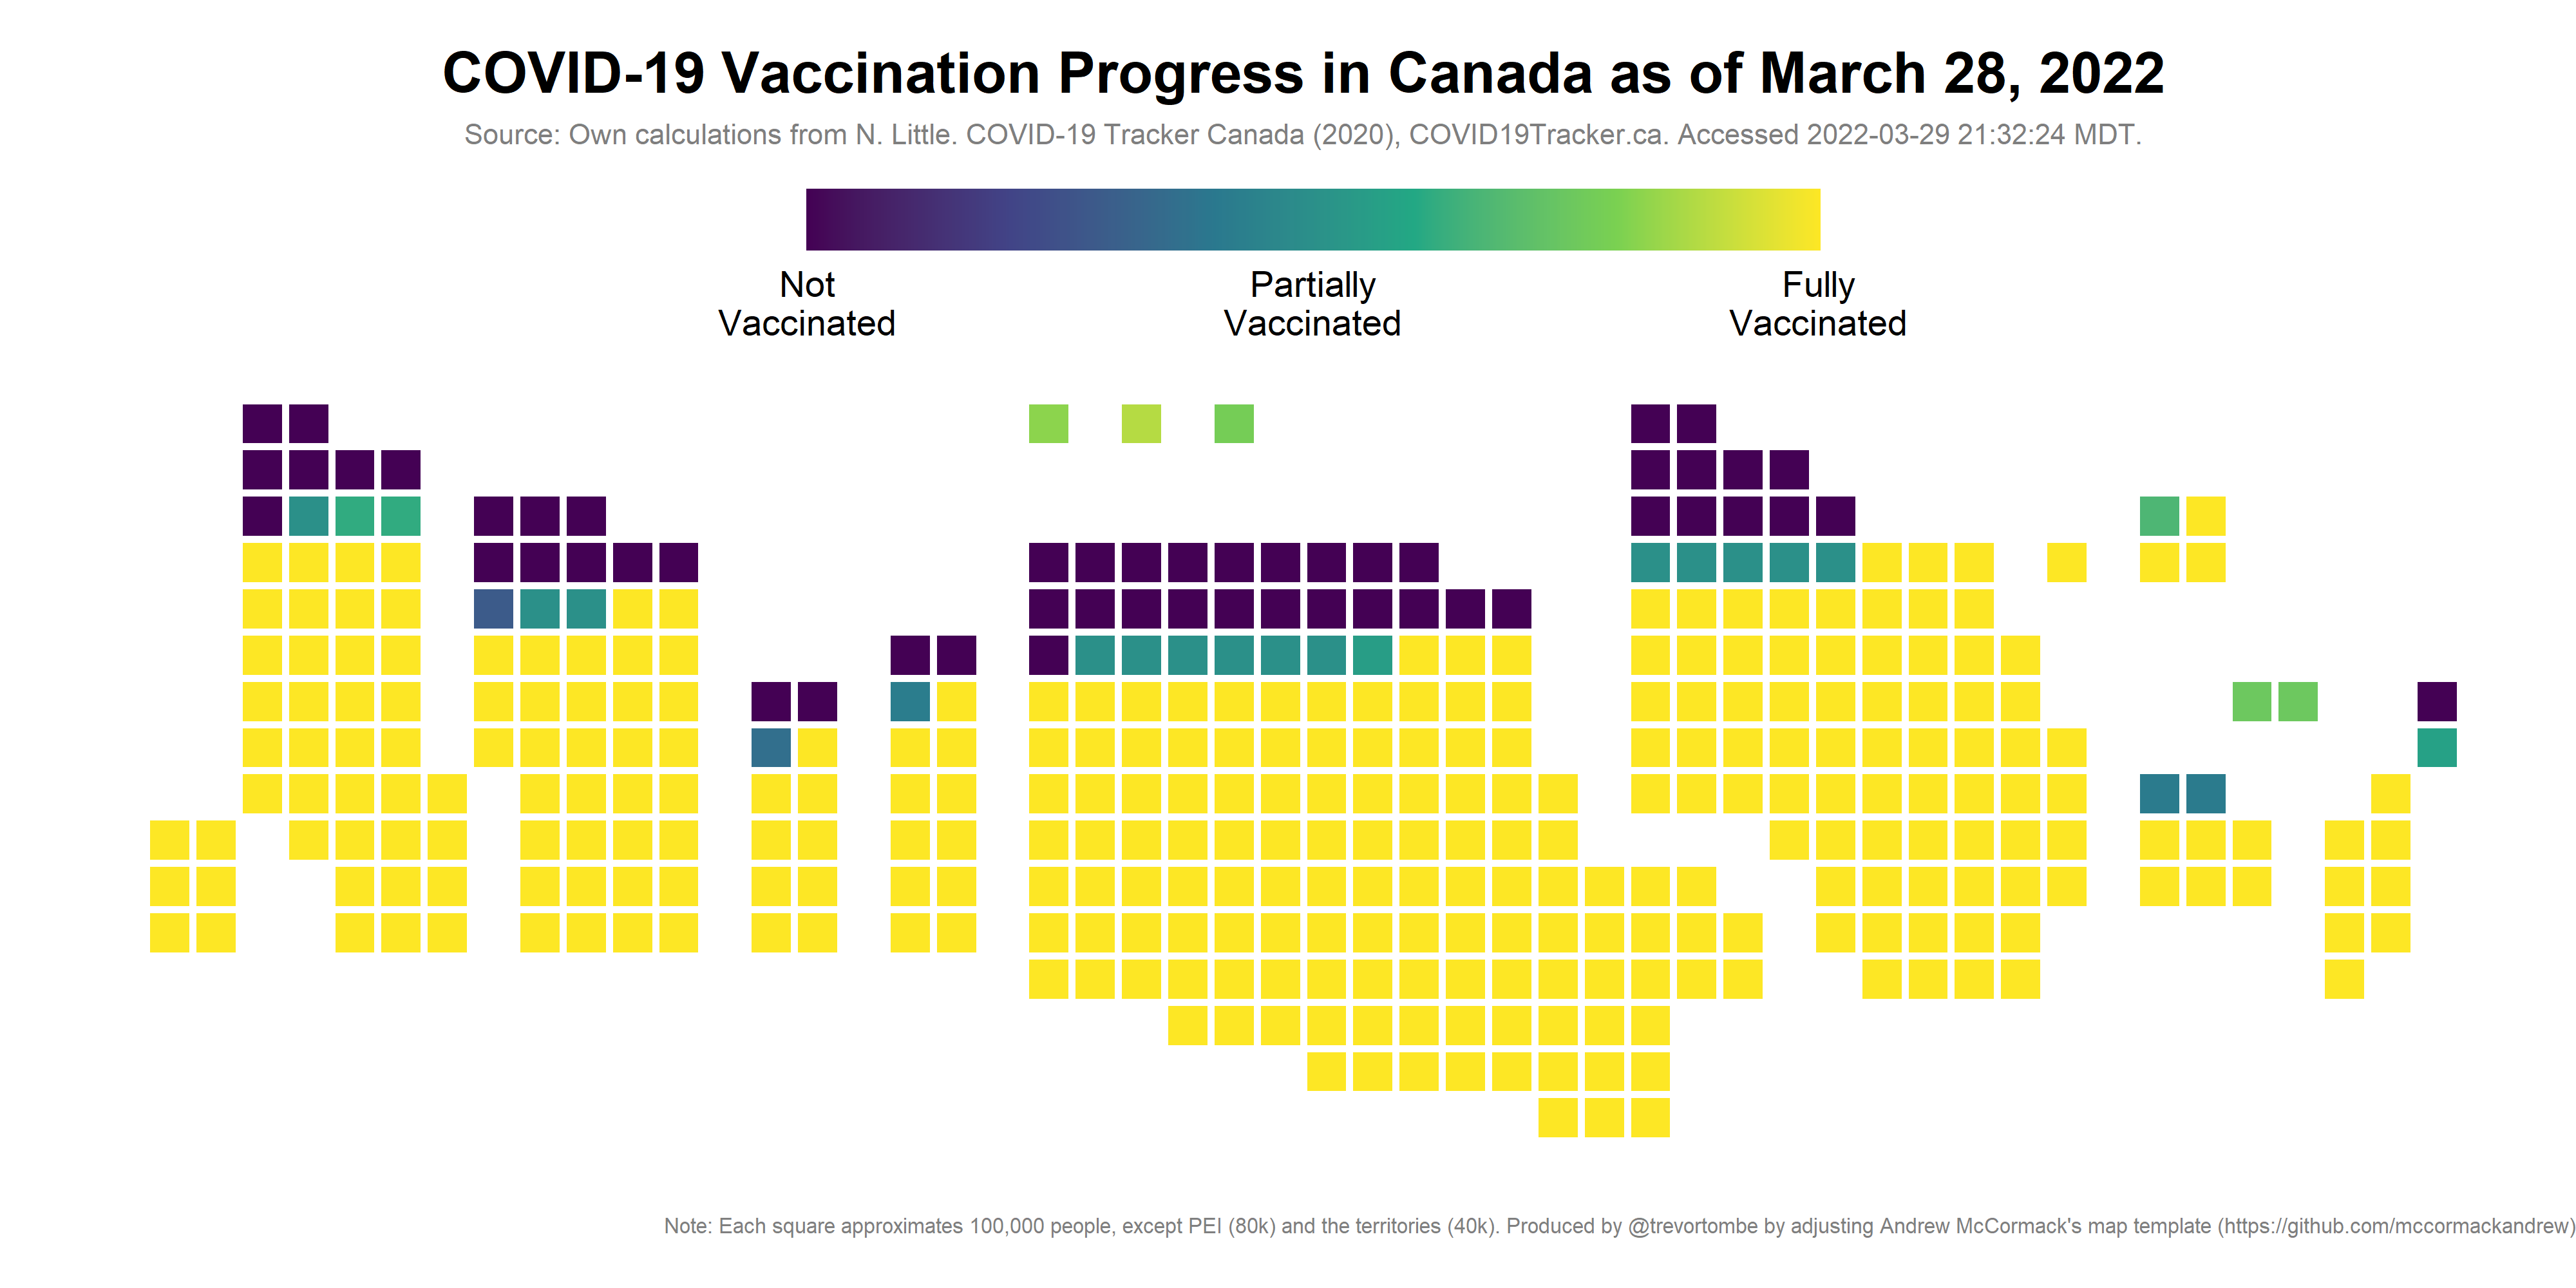 COVID-19 Vaccination Progress in Canada as of March 28, 2022
Source: Own calculations from N. Little. COVID-19 Tracker Canada (2020), COVID19Tracker.ca. Accessed 2022-03-29 21:32:24 MDT.
Not Vaccinated
Partially Vaccinated
Fully Vaccinated
Note: Each square approximates 100,000 people, except PEI (80k) and the territories (40k). Produced by @trevortombe by adjusting Andrew McCormack's map template (https://github.com/mccormackandrew)